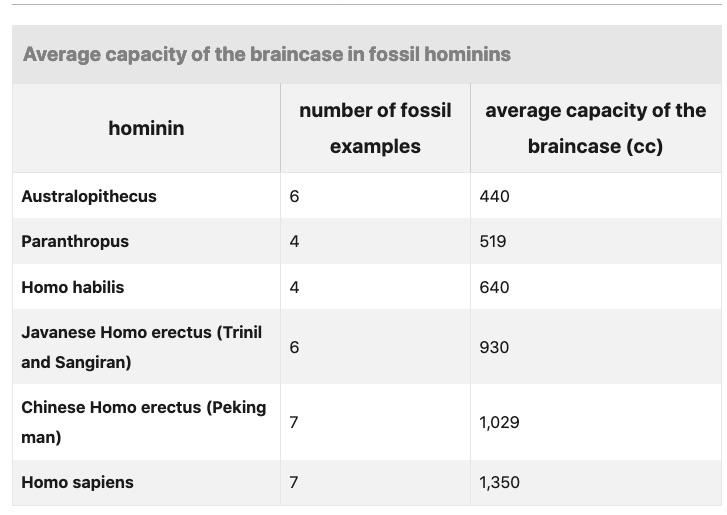 Average capacity of the braincase in fossil hominins
hominin
number of fossil
examples
average capacity of the
braincase (cc)
Australopithecus 6 440
Paranthropus 4 519
Homo habilis 4 640
Javanese Homo erectus (Trinil
and Sangiran) 6 930
Chinese Homo erectus (Peking
man) 7 1,029
Homo sapiens 7 1,350